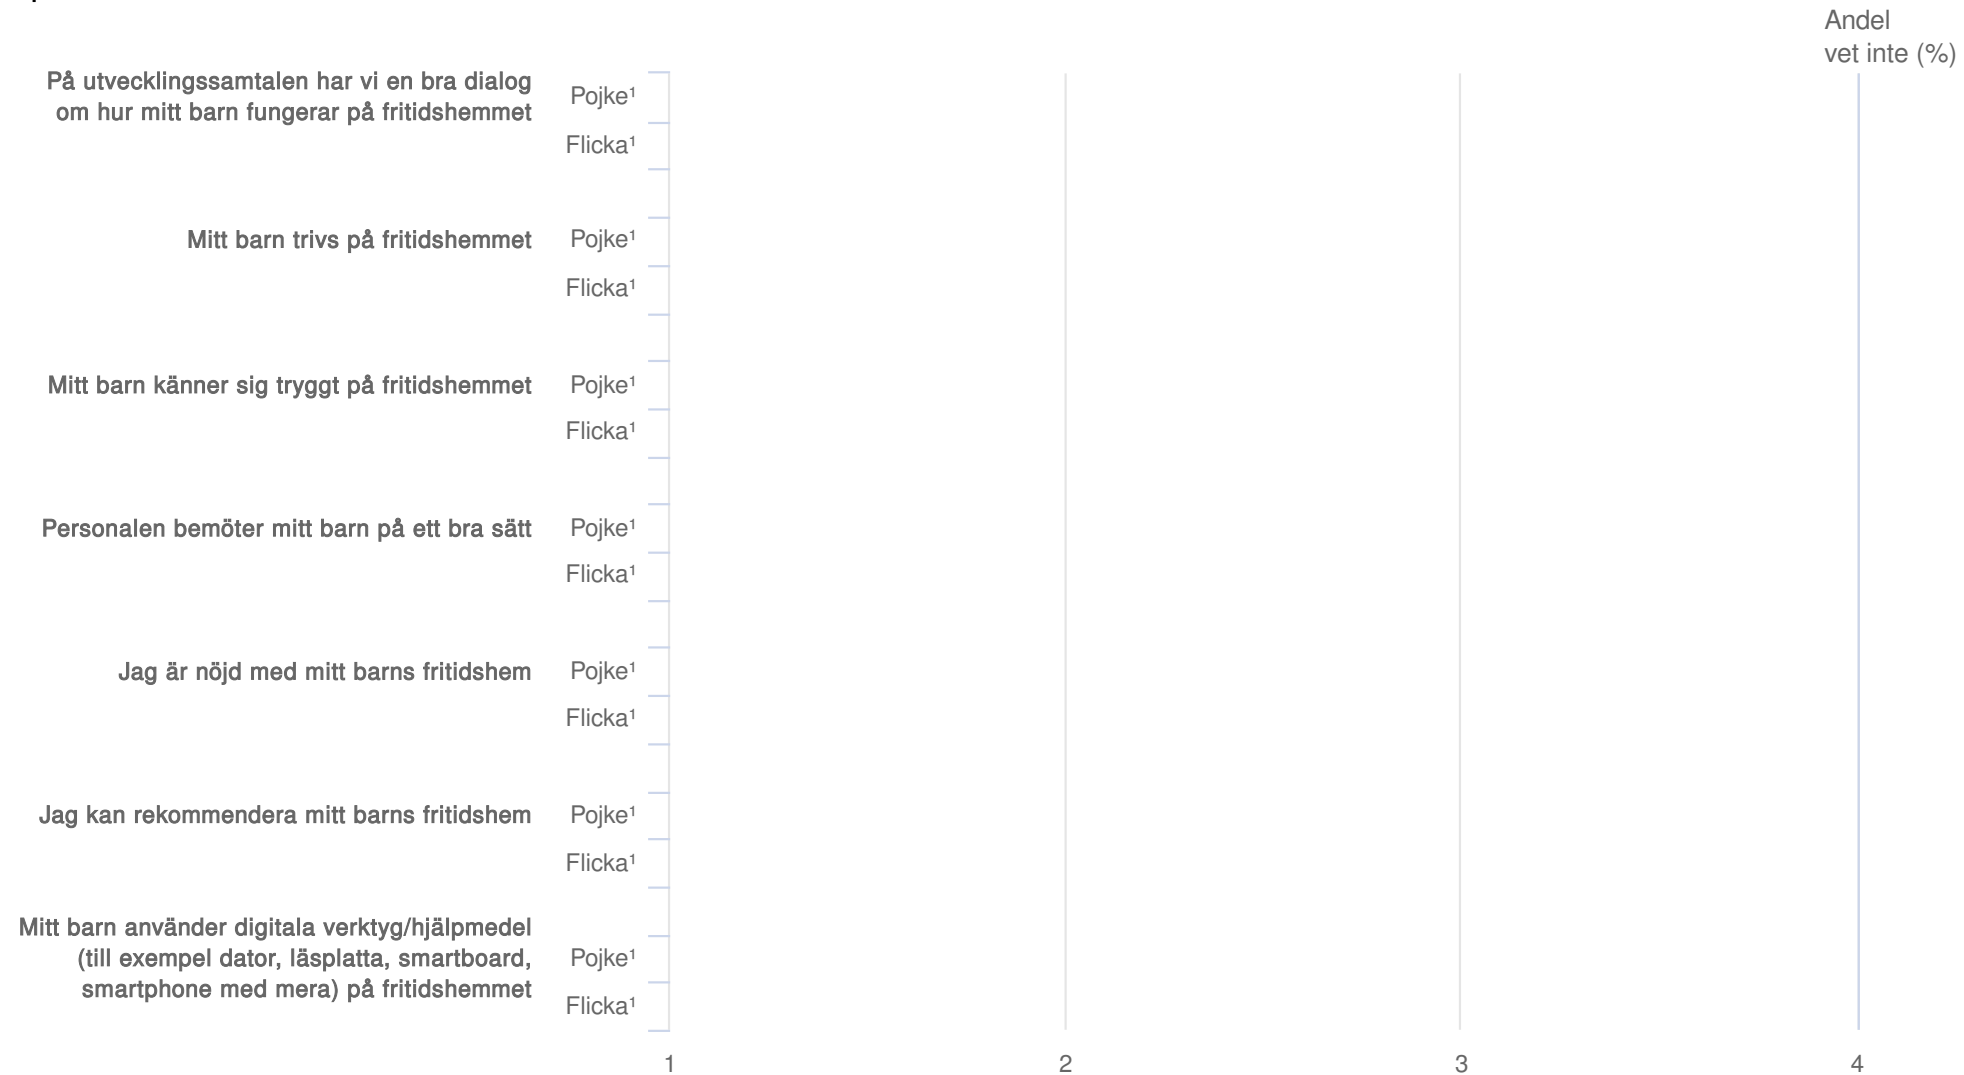 Andel
vet inte (%)
På utvecklingssamtalen har vi en bra dialog
om hur mitt barn fungerar på fritidshemmet
Pojke¹
Flicka¹
Mitt barn trivs på fritidshemmet
Pojke¹
Flicka¹
Mitt barn känner sig tryggt på fritidshemmet
Pojke¹
Flicka¹
Personalen bemöter mitt barn på ett bra sätt
Pojke¹
Flicka¹
Jag är nöjd med mitt barns fritidshem
Pojke¹
Flicka¹
Jag kan rekommendera mitt barns fritidshem
Pojke¹
Flicka¹
Mitt barn använder digitala verktyg/hjälpmedel
(till exempel dator, läsplatta, smartboard,
smartphone med mera) på fritidshemmet
Pojke¹
Flicka¹
1 2 3 4